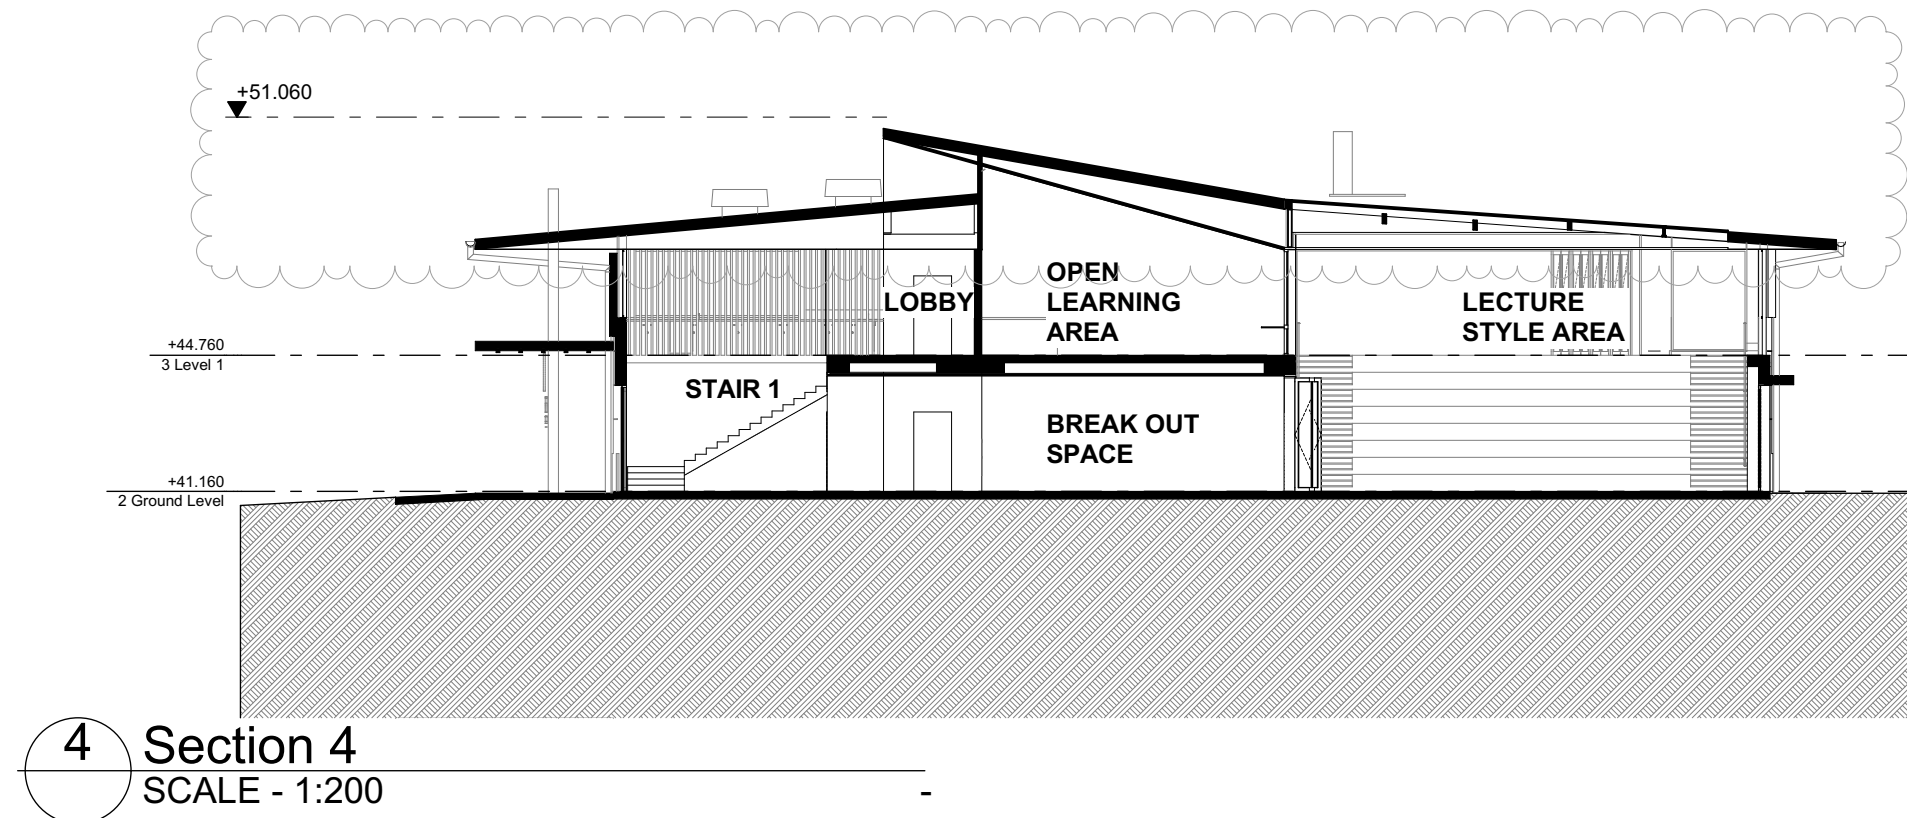 +51.060
OPEN
LEARNING
AREA
LOBBY
LECTURE
STYLE AREA
+44.760
3 Level 1
STAIR 1
BREAK OUT
SPACE
+41.160
2 Ground Level
4
Section 4
SCALE - 1:200
-